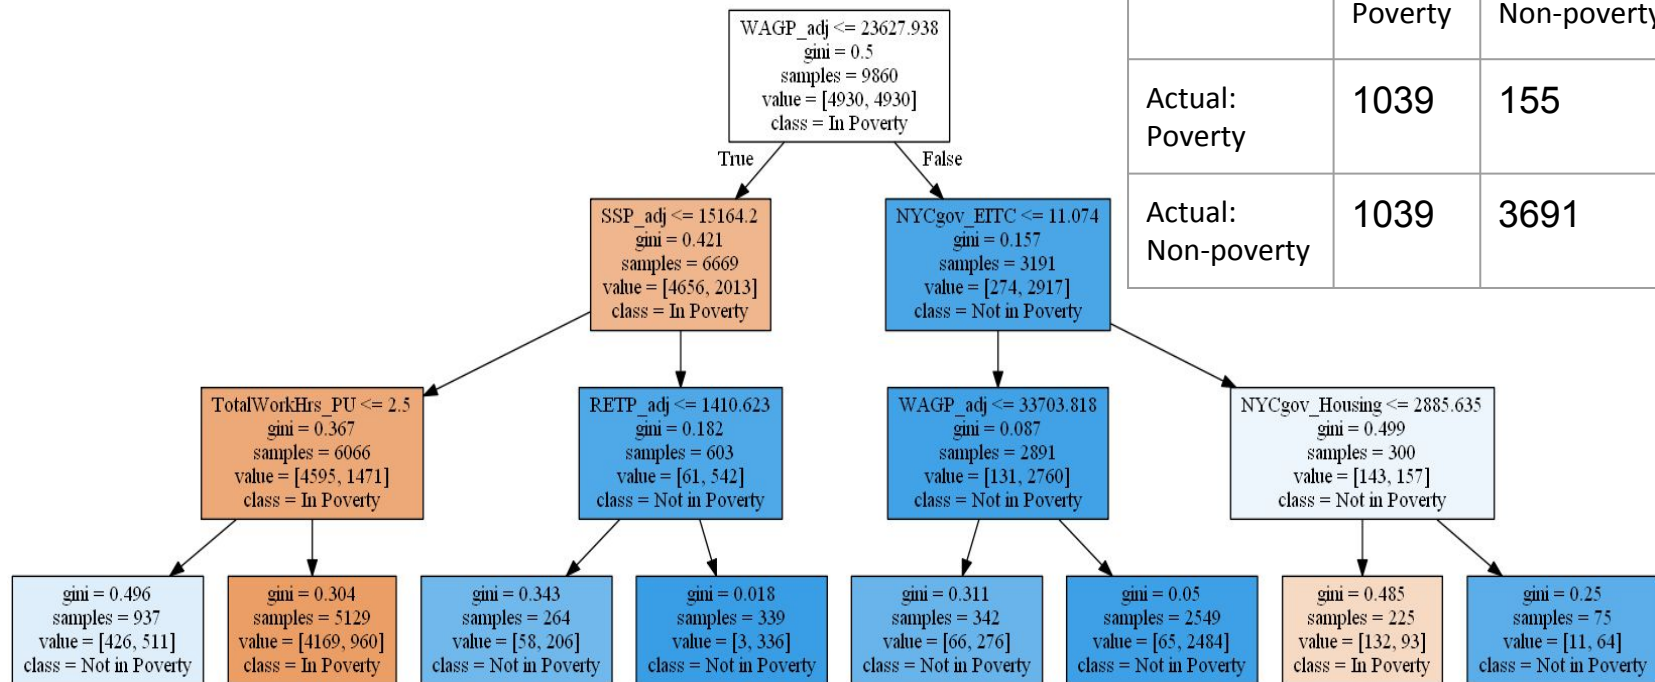 WAGP_adj <= 23627.938
gini = 0.5
samples = 9860
value = [4930, 4930]
class = In Poverty
True
False
Poverty
Non-poverty
Actual:
Poverty
1039
155
Actual:
Non-poverty
1039
3691
SSP_adj <= 15164.2
gini = 0.421
samples = 6669
value = [4656, 2013]
class = In Poverty
NYCgov_EITC <= 11.074
gini = 0.157
samples = 3191
value = [274, 2917]
class = Not in Poverty
TotalWorkHrs_PU <= 2.5
gini = 0.367
samples = 6066
value = [4595, 1471]
class = In Poverty
RETP_adj <= 1410.623
gini = 0.182
samples = 603
value = [61, 542]
class = Not in Poverty
WAGP_adj <= 33703.818
gini = 0.087
samples = 2891
value = [131, 2760]
class = Not in Poverty
NYCgov_Housing <= 2885.635
gini = 0.499
samples = 300
value = [143, 157]
class = Not in Poverty
gini = 0.496
samples = 937
value = [426, 511]
class = Not in Poverty
gini = 0.304
samples = 5129
value = [4169, 960]
class = In Poverty
gini = 0.343
samples = 264
value = [58, 206]
class = Not in Poverty
gini = 0.018
samples = 339
value = [3, 336]
class = Not in Poverty
gini = 0.311
samples = 342
value = [66, 276]
class = Not in Poverty
gini = 0.05
samples = 2549
value = [65, 2484]
class = Not in Poverty
gini = 0.485
samples = 225
value = [132, 93]
class = In Poverty
gini = 0.25
samples = 75
value = [11, 64]
class = Not in Poverty